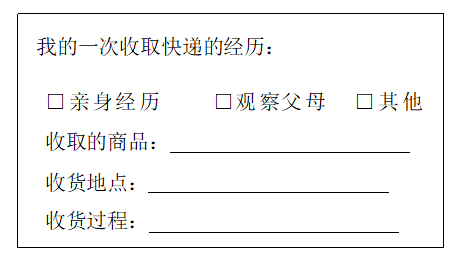 我的一次收取快递的经历：
□亲身经历 □观察父母 □其他
收取的商品：
收货地点：
收货过程：